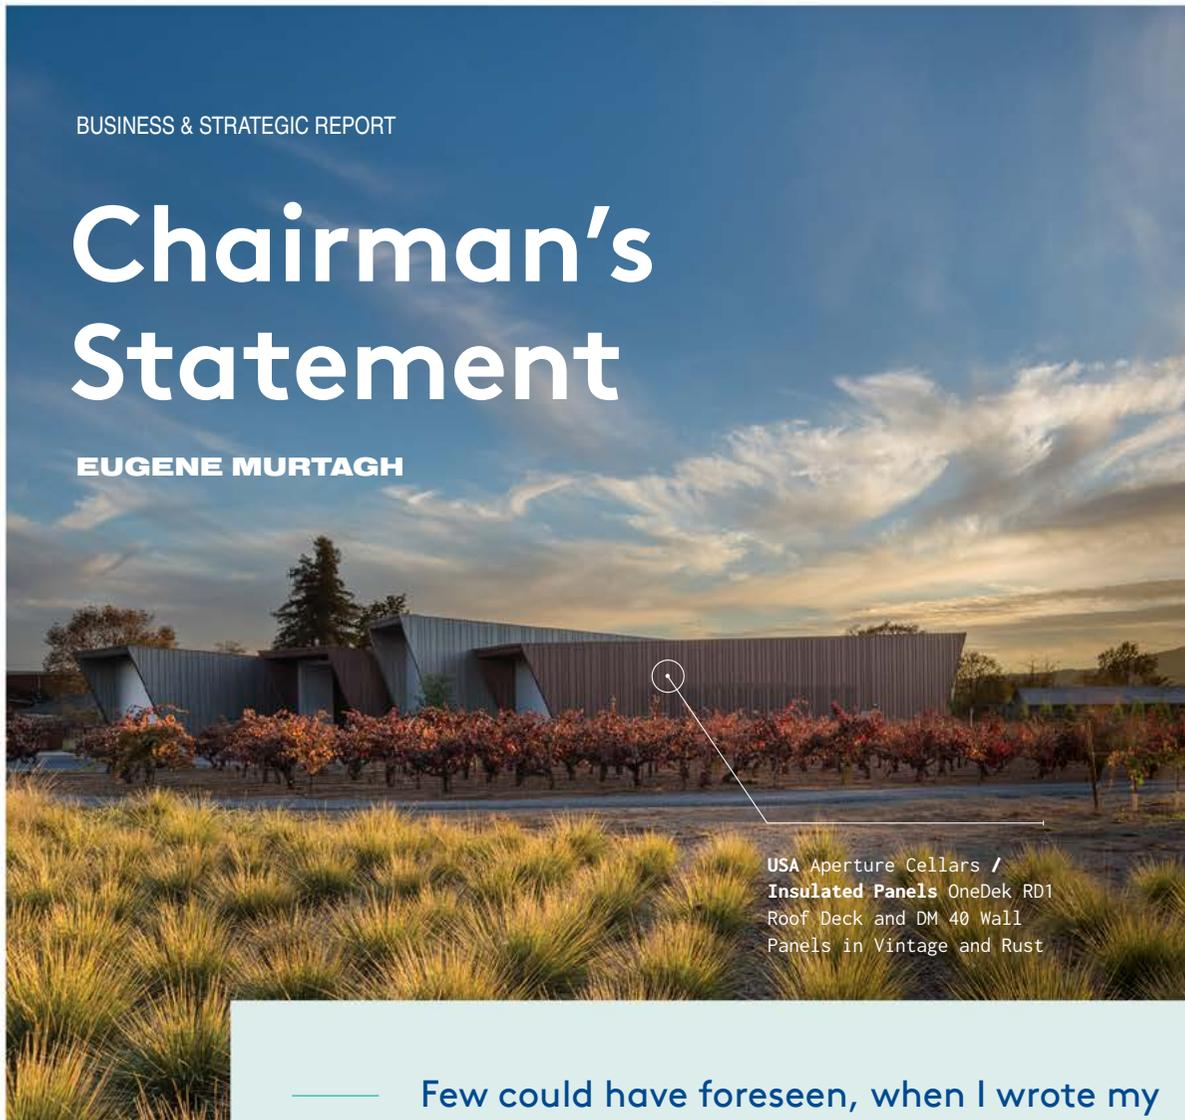 BUSINESS & STRATEGIC REPORT
Chairman's
Statement
EUGENE MURTAGH
USA Aperture Cellars /
Insulated Panels OneDek RD1
Roof Deck and DM 40 Wall
Panels in Vintage and Rust
Few could have foreseen, when I wrote my